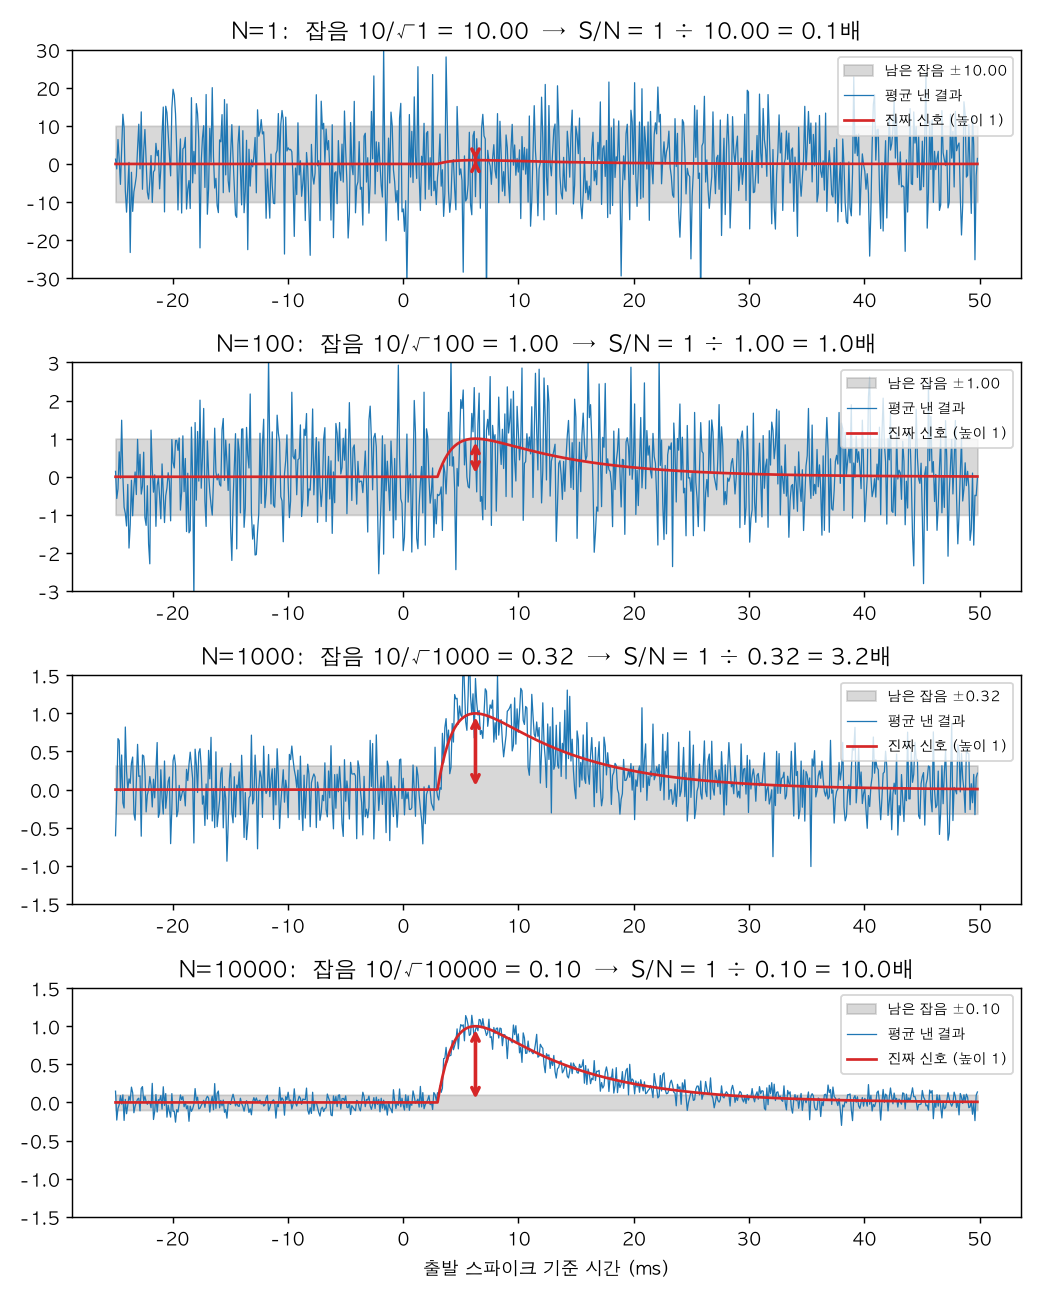 N=1: 잡음 10/√1 = 10.00 → S/N = 1 ÷ 10.00 = 0.1배
30
20
10
0
-10
-20
-30
남은 잡음 ±10.00
평균 낸 결과
진짜 신호 (높이 1)
-20 -10 0 10 20 30 40 50
N=100: 잡음 10/√100 = 1.00 → S/N = 1 ÷ 1.00 = 1.0배
3
2
1
0
-1
-2
-3
남은 잡음 ±1.00
평균 낸 결과
진짜 신호 (높이 1)
-20 -10 0 10 20 30 40 50
N=1000: 잡음 10/√1000 = 0.32 → S/N = 1 ÷ 0.32 = 3.2배
1.5
1.0
0.5
0.0
-0.5
-1.0
-1.5
남은 잡음 ±0.32
평균 낸 결과
진짜 신호 (높이 1)
-20 -10 0 10 20 30 40 50
N=10000: 잡음 10/√10000 = 0.10 → S/N = 1 ÷ 0.10 = 10.0배
1.5
1.0
0.5
0.0
-0.5
-1.0
-1.5
남은 잡음 ±0.10
평균 낸 결과
진짜 신호 (높이 1)
-20 -10 0 10 20 30 40 50
출발 스파이크 기준 시간 (ms)